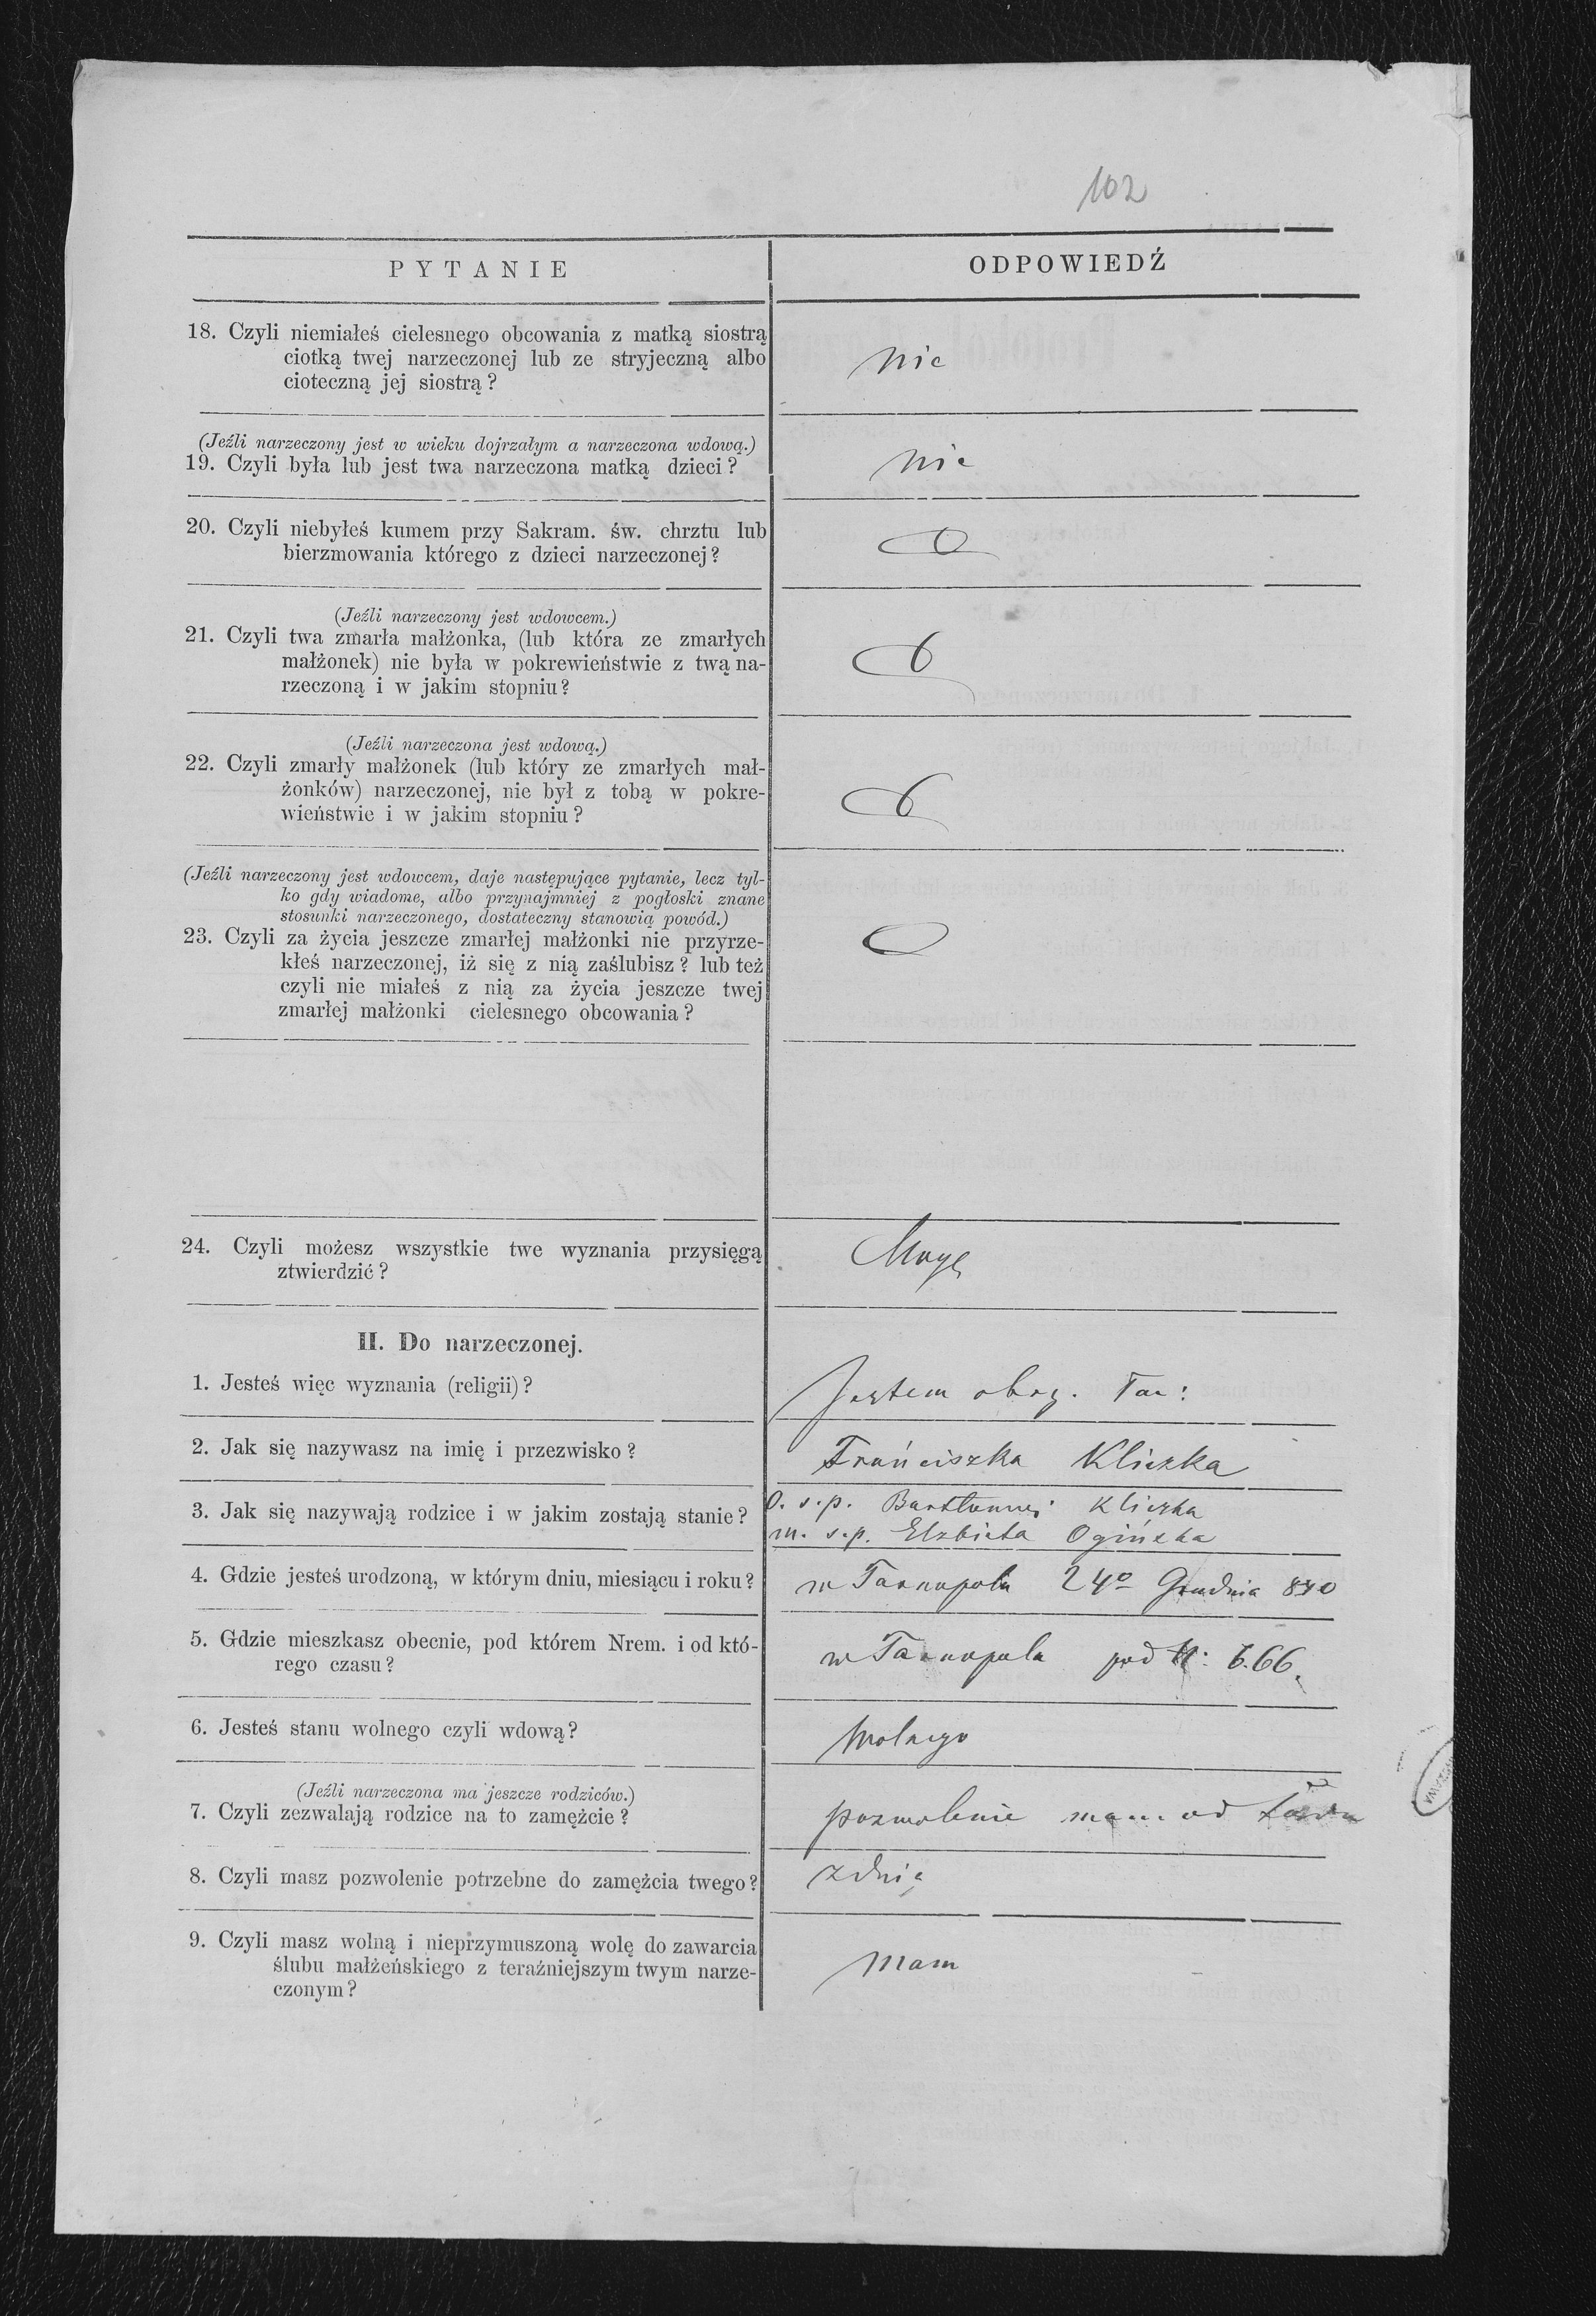 102
PYTANIE
ODPOWIEDŹ
18. Czyli niemiałeś cielesnego obcowania z matką siostrą
ciotką twej narzeczonej lub ze stryjeczną albo
cioteczną jej siostrą?
nie
(Jeźli narzeczony jest w wieku dojrzałym a narzeczona wdową.)
19. Czyli była lub jest twa narzeczona matką dzieci?
nie
20. Czyli niebyłeś kumem przy Sakram. św. chrztu lub
bierzmowania którego z dzieci narzeczonej?
(Jeźli narzeczony jest wdowcem.)
21. Czyli twa zmarła małżonka, (lub która ze zmarłych
małżonek) nie była w pokrewieństwie z twą na-
rzeczoną i w jakim stopniu?
(Jeźli narzeczona jest wdową.)
22. Czyli zmarły małżonek (lub który ze zmarłych mał-
żonków) narzeczonej, nie był z tobą w pokre-
wieństwie i w jakim stopniu?
(Jeźli narzeczony jest wdowcem, daje następujące pytanie, lecz tyl-
ko gdy wiadome, albo przynajmniej z pogłoski znane
stosunki narzeczonego, dostateczny stanowią powód.)
23. Czyli za życia jeszcze zmarłej małżonki nie przyrze-
kłeś narzeczonej, iż się z nią zaślubisz? lub też
czyli nie miałeś z nią za życia jeszcze twej
zmarłej małżonki cielesnego obcowania?
24. Czyli możesz wszystkie twe wyznania przysięgą
ztwierdzić?
Mogę
II. Do narzeczonej.
1. Jesteś więc wyznania (religii)?
Jestem obrz. łac:
2. Jak się nazywasz na imię i przezwisko?
Franciszka Kliczka
3. Jak się nazywają rodzice i w jakim zostają stanie?
O. s.p. Bartłomiej Kliczka
m. s.p. Elzbieta Ogińska
4. Gdzie jesteś urodzoną, w którym dniu, miesiącu i roku?
w Tarnopolu 24o Grudnia 840
5. Gdzie mieszkasz obecnie, pod którem Nrem. i od któ-
rego czasu?
w Tarnopolu pod N: 666.
6. Jesteś stanu wolnego czyli wdową?
Wolnego
(Jeźli narzeczona ma jeszcze rodziców.)
7. Czyli zezwalają rodzice na to zamężcie?
pozwolenie mam od
8. Czyli masz pozwolenie potrzebne do zamężcia twego?
z dnia
9. Czyli masz wolną i nieprzymuszoną wolę do zawarcia
ślubu małżeńskiego z teraźniejszym twym narze-
czonym?
mam